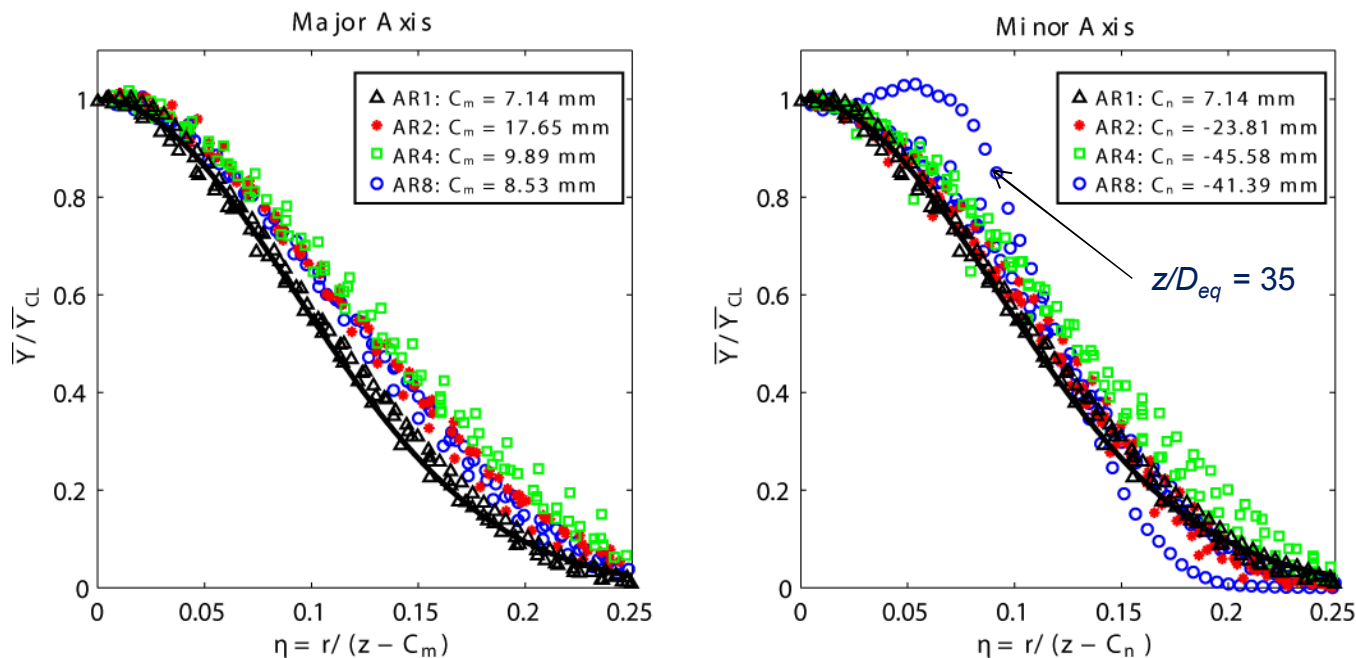 Major Axis
AR1: Cₘ = 7.14 mm
AR2: Cₘ = 17.65 mm
AR4: Cₘ = 9.89 mm
AR8: Cₘ = 8.53 mm
1
0.8
0.6
0.4
0.2
0
0 0.05 0.1 0.15 0.2 0.25
Y̅/Y̅_CL
η = r/ (z − Cₘ)
Minor Axis
AR1: Cₙ = 7.14 mm
AR2: Cₙ = -23.81 mm
AR4: Cₙ = -45.58 mm
AR8: Cₙ = -41.39 mm
z/D_eq = 35
1
0.8
0.6
0.4
0.2
0
0 0.05 0.1 0.15 0.2 0.25
Y̅/Y̅_CL
η = r/ (z − Cₙ)